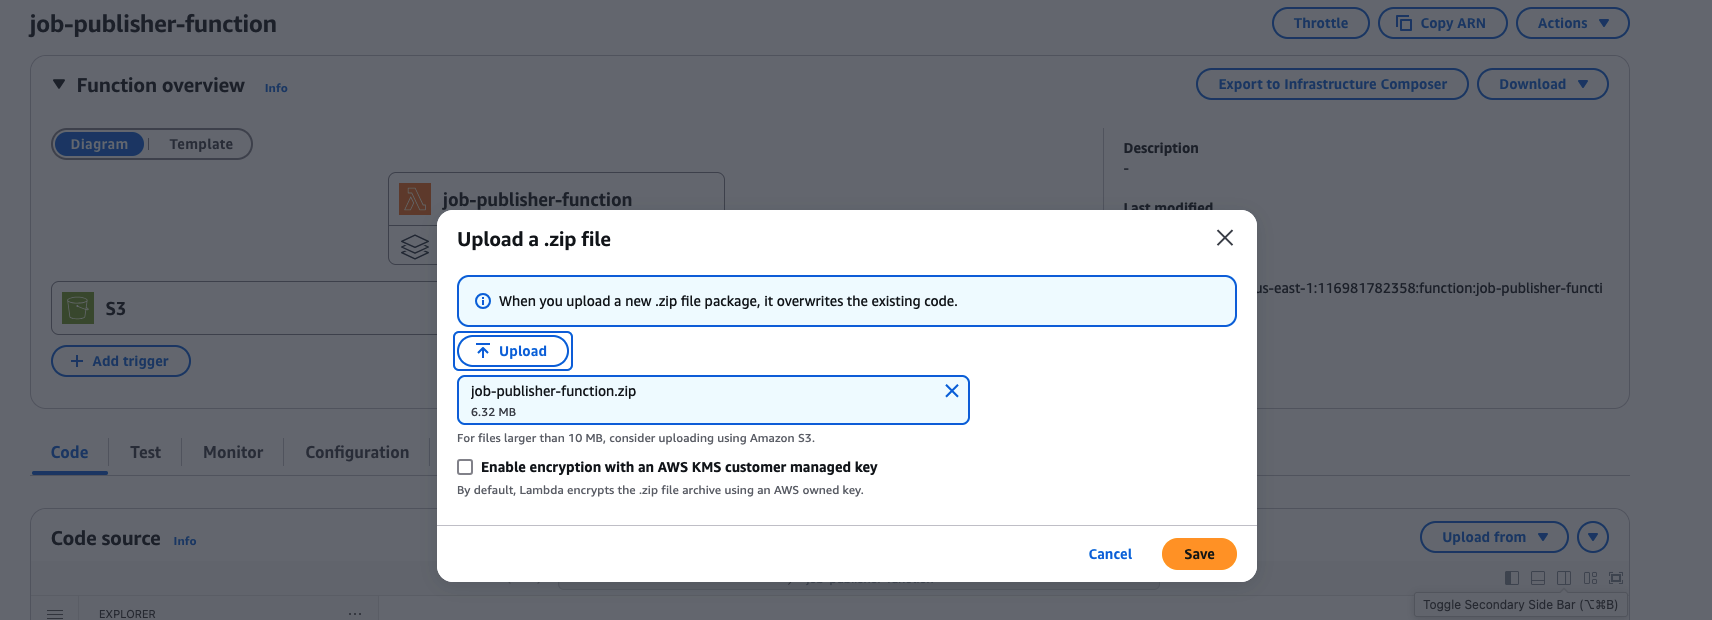 job-publisher-function
Throttle
Copy ARN
Actions
Function overview Info
Export to Infrastructure Composer
Download
Diagram
Template
job-publisher-function
Description
-
Last modified
S3
us-east-1:116981782358:function:job-publisher-functi
Add trigger
Upload a .zip file
When you upload a new .zip file package, it overwrites the existing code.
Upload
job-publisher-function.zip
6.32 MB
For files larger than 10 MB, consider uploading using Amazon S3.
Enable encryption with an AWS KMS customer managed key
By default, Lambda encrypts the .zip file archive using an AWS owned key.
Cancel
Save
Code
Test
Monitor
Configuration
Code source Info
Upload from
EXPLORER
Toggle Secondary Side Bar (⌥⌘B)